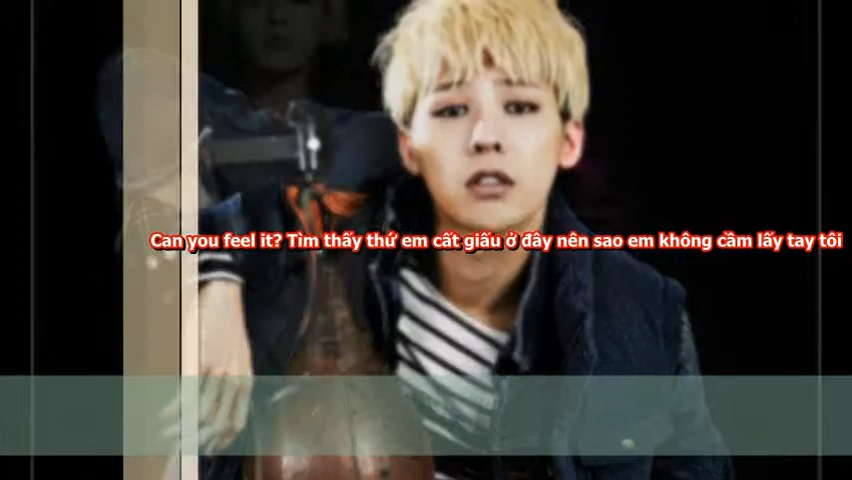 Can you feel it? Tìm thấy thứ em cất giấu ở đây nên sao em không cầm lấy tay tôi